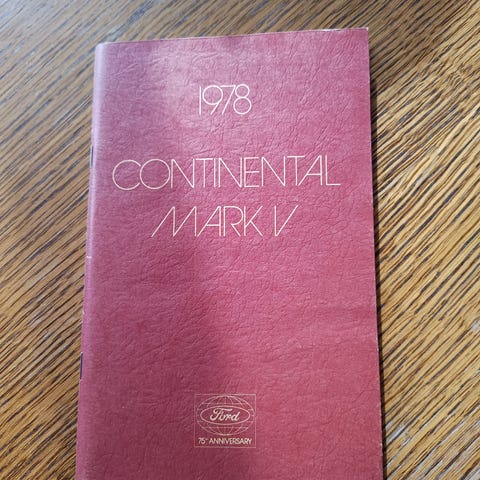 1978
CONTINENTAL
MARK V
Ford
75TH ANNIVERSARY